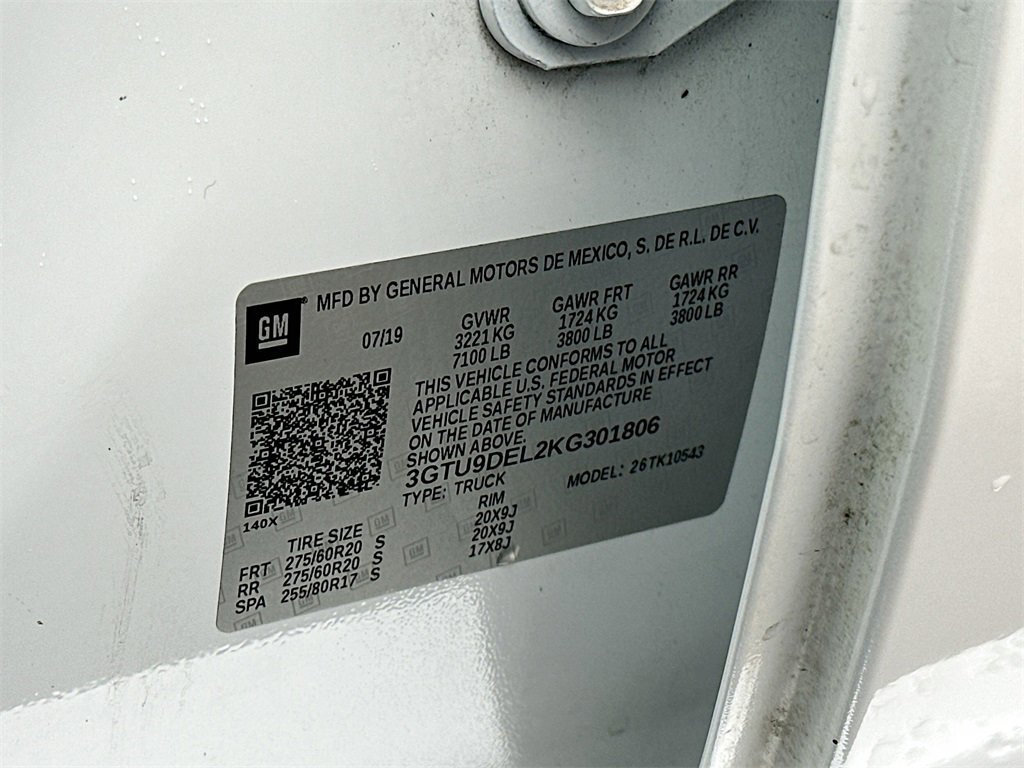 MFD BY GENERAL MOTORS DE MEXICO, S. DE R.L. DE C.V.
GM®
07/19
GVWR GAWR FRT GAWR RR
3221 KG 1724 KG 1724 KG
7100 LB 3800 LB 3800 LB
THIS VEHICLE CONFORMS TO ALL
APPLICABLE U.S. FEDERAL MOTOR
VEHICLE SAFETY STANDARDS IN EFFECT
ON THE DATE OF MANUFACTURE
SHOWN ABOVE.
3GTU9DEL2KG301806
TYPE: TRUCK MODEL: 26TK10543
140X
TIRE SIZE RIM
FRT 275/60R20 S 20X9J
RR 275/60R20 S 20X9J
SPA 255/80R17 S 17X8J